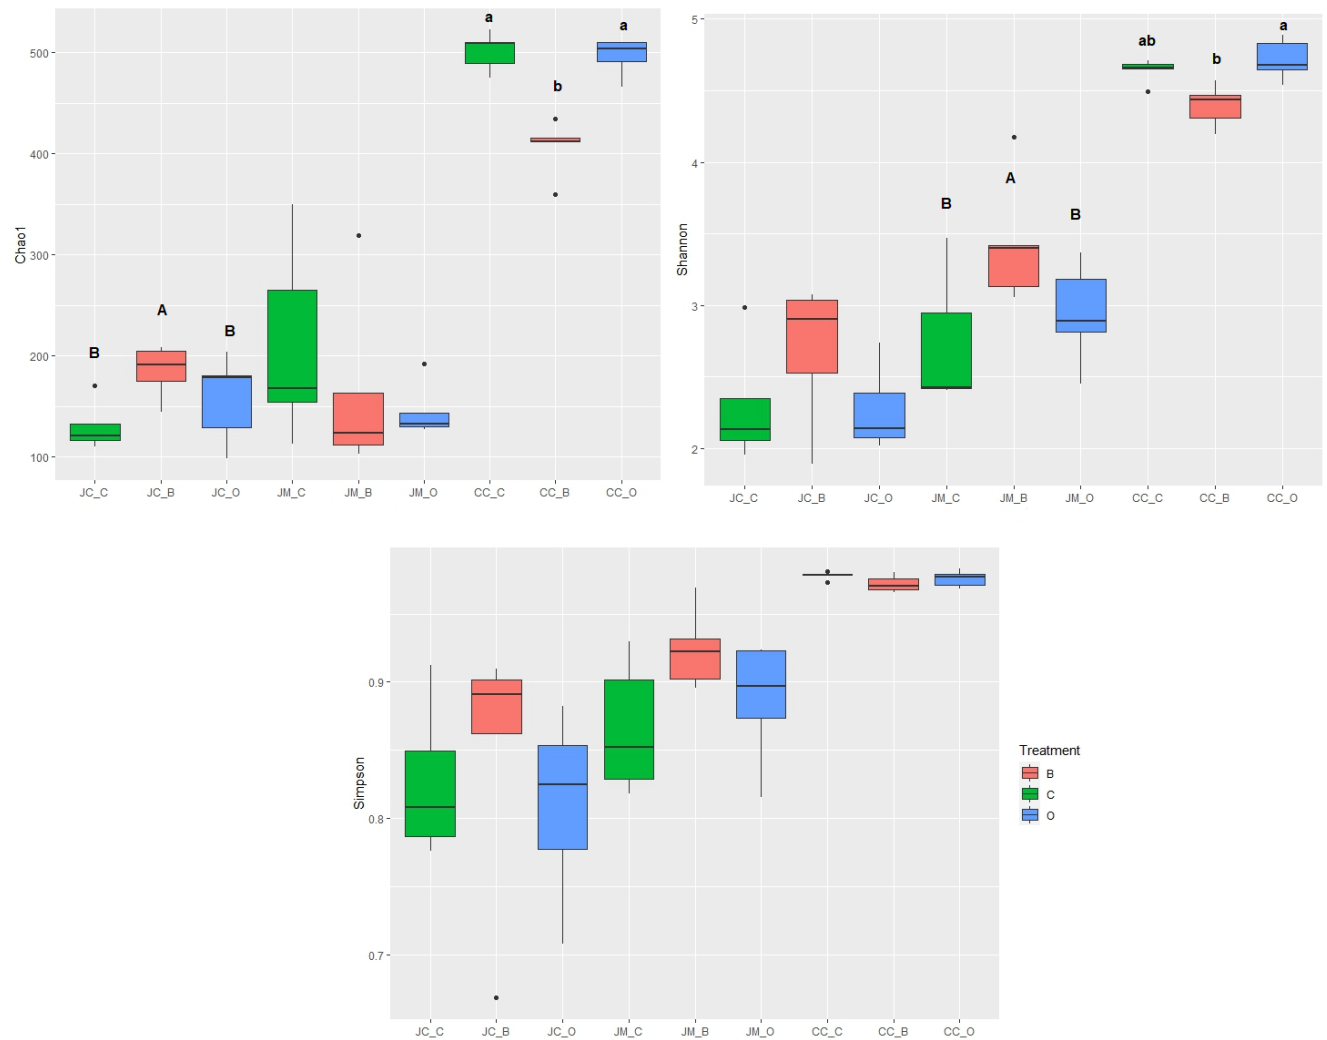 Chao1
500
400
300
200
100
B
A
B
a
b
a
JC_C JC_B JC_O JM_C JM_B JM_O CC_C CC_B CC_O
Shannon
5
4
3
2
B
A
B
ab
b
a
JC_C JC_B JC_O JM_C JM_B JM_O CC_C CC_B CC_O
Simpson
0.9
0.8
0.7
JC_C JC_B JC_O JM_C JM_B JM_O CC_C CC_B CC_O
Treatment
B
C
O